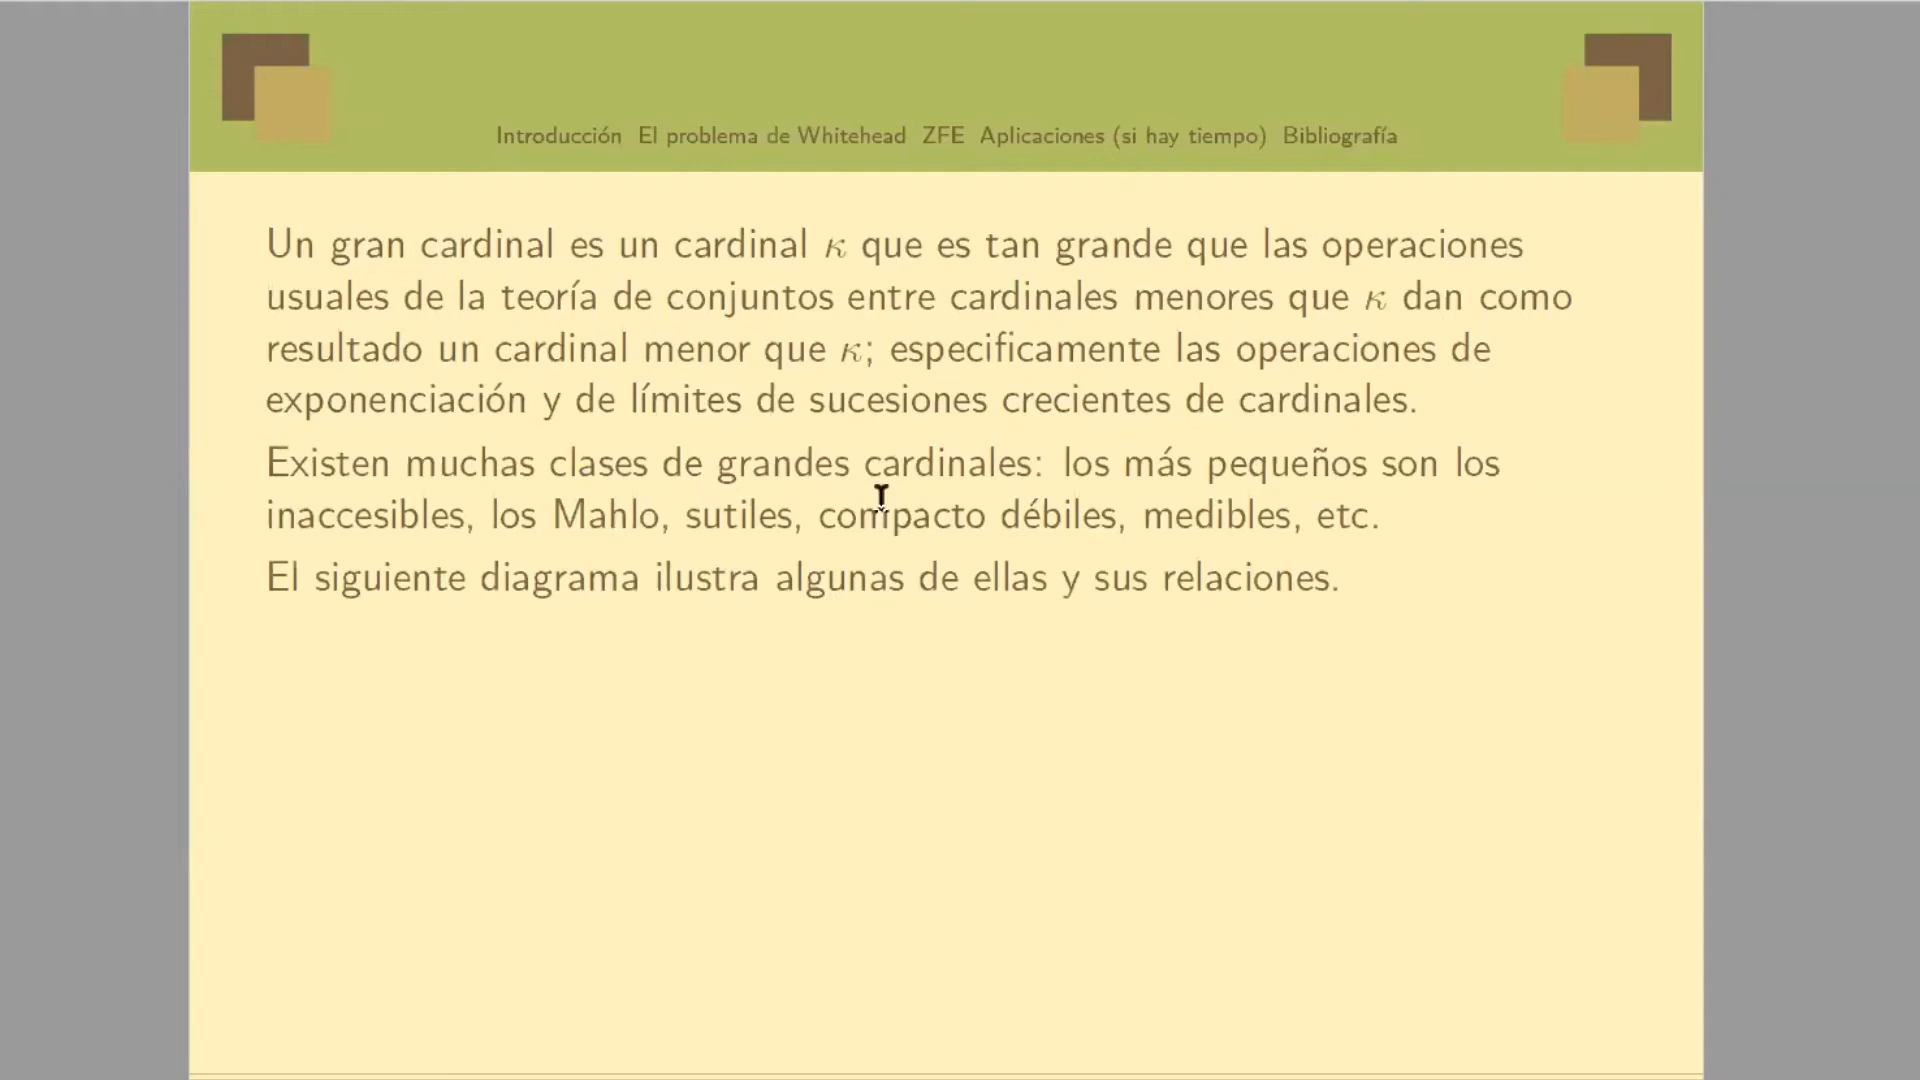 Introducción El problema de Whitehead ZFE Aplicaciones (si hay tiempo) Bibliografía
Un gran cardinal es un cardinal κ que es tan grande que las operaciones
usuales de la teoría de conjuntos entre cardinales menores que κ dan como
resultado un cardinal menor que κ; especificamente las operaciones de
exponenciación y de límites de sucesiones crecientes de cardinales.
Existen muchas clases de grandes cardinales: los más pequeños son los
inaccesibles, los Mahlo, sutiles, compacto débiles, medibles, etc.
El siguiente diagrama ilustra algunas de ellas y sus relaciones.